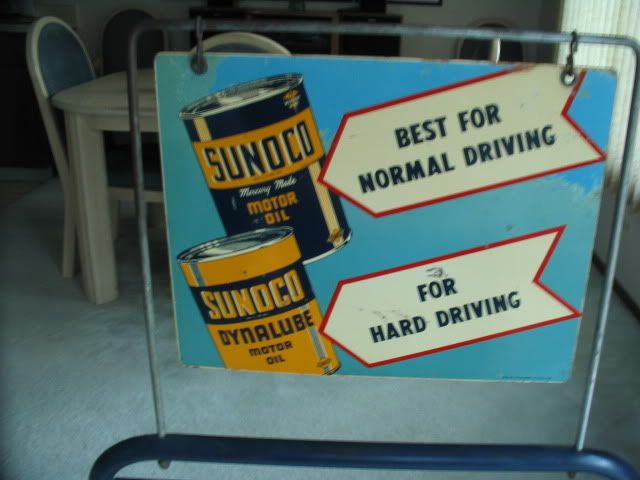 SUNOCO
Mercury Made
MOTOR
OIL
BEST FOR
NORMAL DRIVING
SUNOCO
DYNALUBE
MOTOR
OIL
FOR
HARD DRIVING